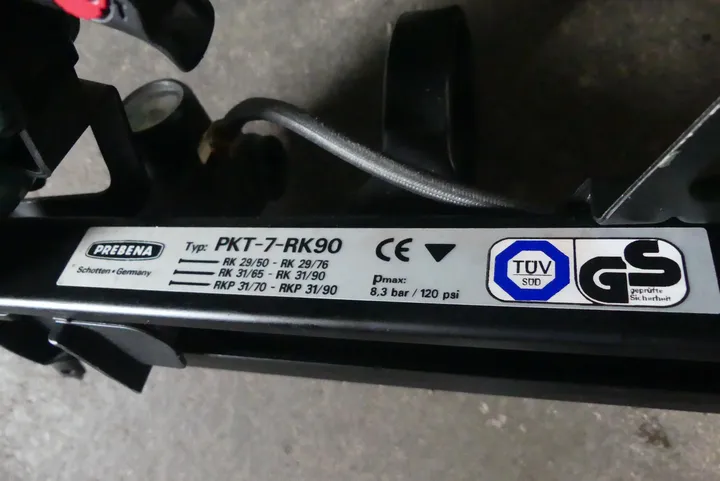 PREBENA
Schotten • Germany
Typ: PKT-7-RK90
RK 29/50 - RK 29/76
RK 31/65 - RK 31/90
RKP 31/70 - RKP 31/90
CE
Pmax:
8,3 bar / 120 psi
TÜV
SÜD
GS
geprüfte
Sicherheit